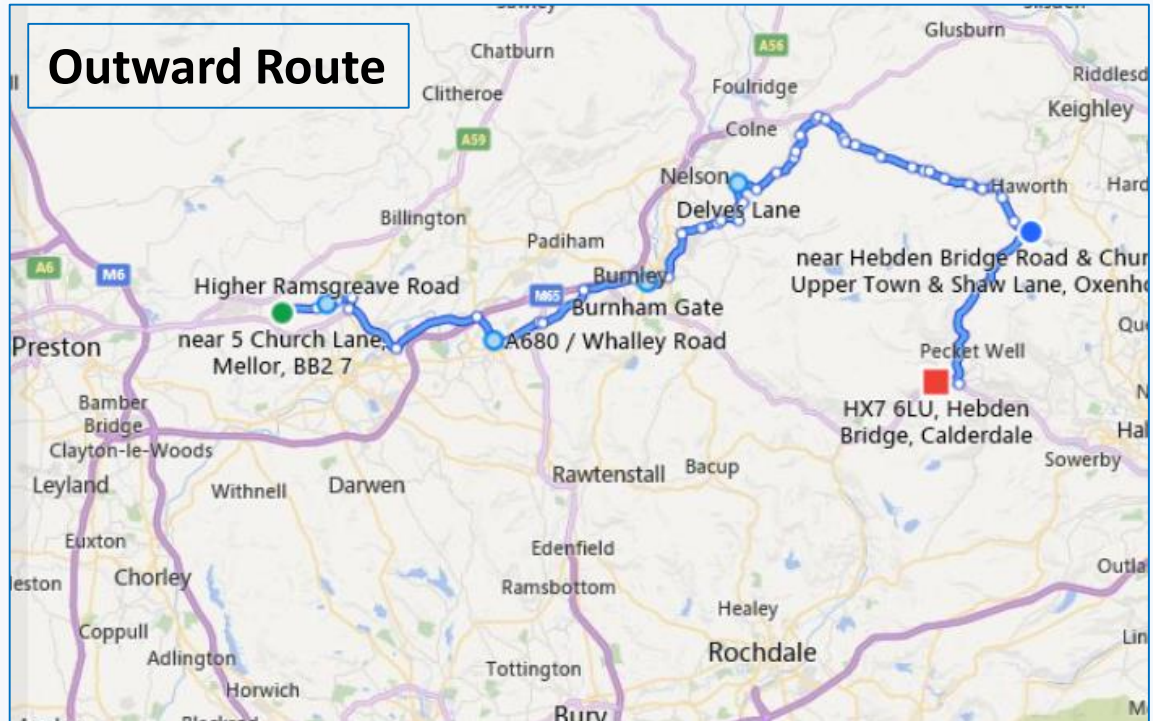 Outward Route
Chatburn
A56
Glusburn
Clitheroe
Foulridge
Riddlesd
Keighley
A59
Colne
Nelson
Haworth
Hard
Billington
Delves Lane
Padiham
A6
M6
Higher Ramsgreave Road
Burnley
near Hebden Bridge Road & Chur
Upper Town & Shaw Lane, Oxenho
M65
Burnham Gate
Preston
near 5 Church Lane,
Mellor, BB2 7
A680 / Whalley Road
Pecket Well
Bamber
Bridge
HX7 6LU, Hebden
Bridge, Calderdale
Clayton-le-Woods
Hal
Sowerby
Leyland
Withnell
Darwen
Rawtenstall
Bacup
Euxton
Edenfield
leston
Chorley
Ramsbottom
Outla
Healey
Coppull
Adlington
Rochdale
Lin
Horwich
Tottington
Bury